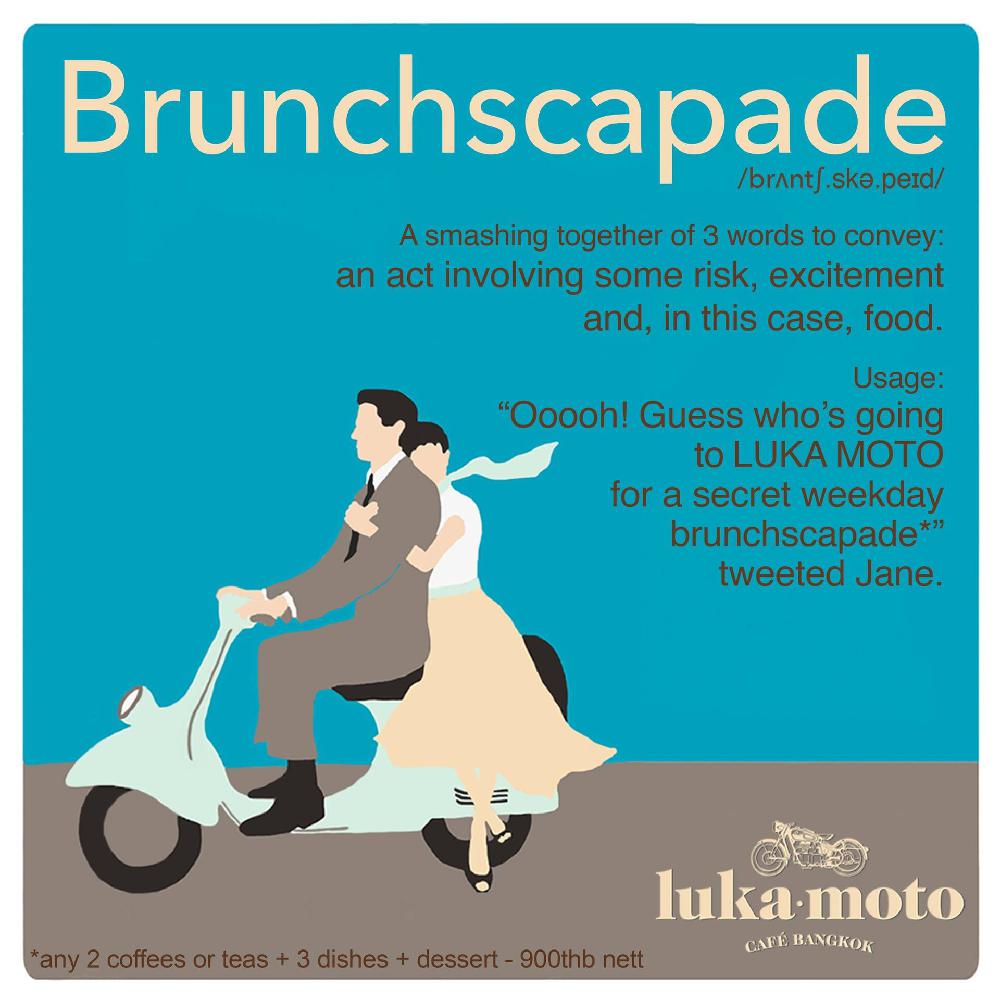 Brunchscapade
/brʌntʃ.skə.peɪd/
A smashing together of 3 words to convey:
an act involving some risk, excitement
and, in this case, food.
Usage:
“Ooooh! Guess who’s going
to LUKA MOTO
for a secret weekday
brunchscapade*”
tweeted Jane.
luka·moto
CAFÉ BANGKOK
*any 2 coffees or teas + 3 dishes + dessert - 900thb nett